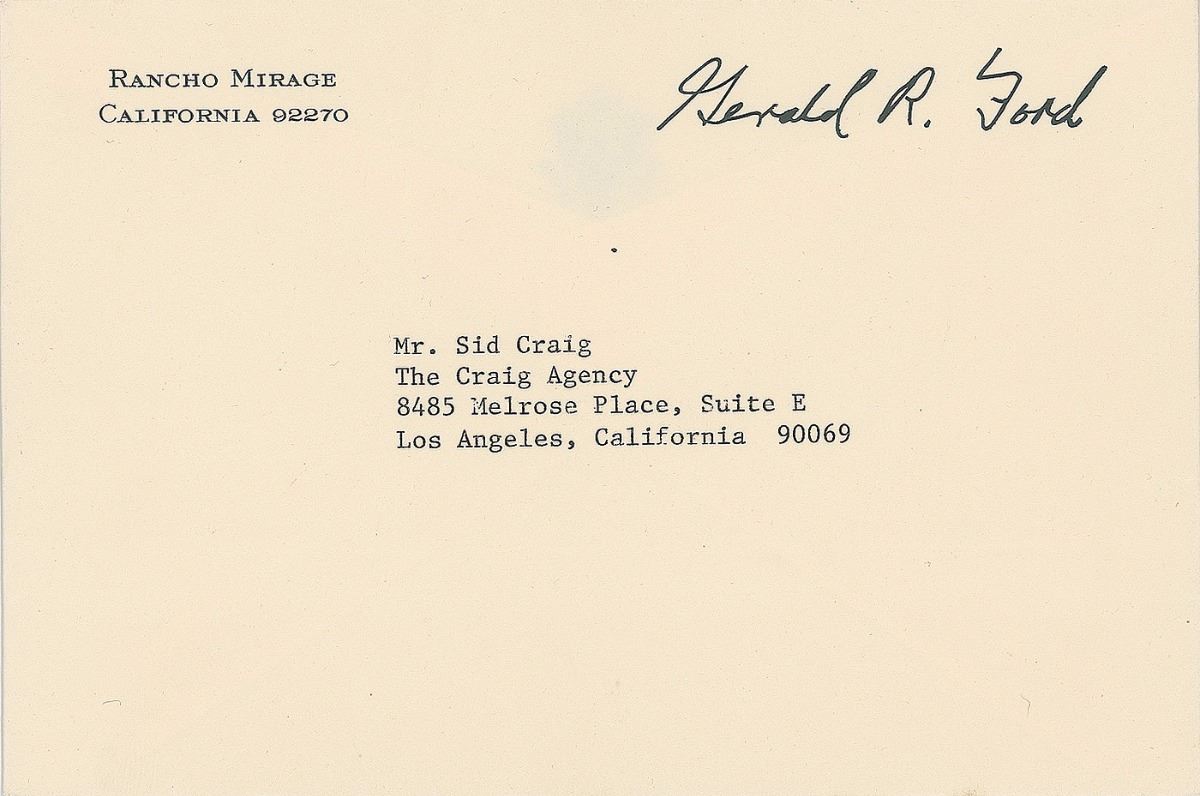 RANCHO MIRAGE
CALIFORNIA 92270
Gerald R. Ford
Mr. Sid Craig
The Craig Agency
8485 Melrose Place, Suite E
Los Angeles, California  90069